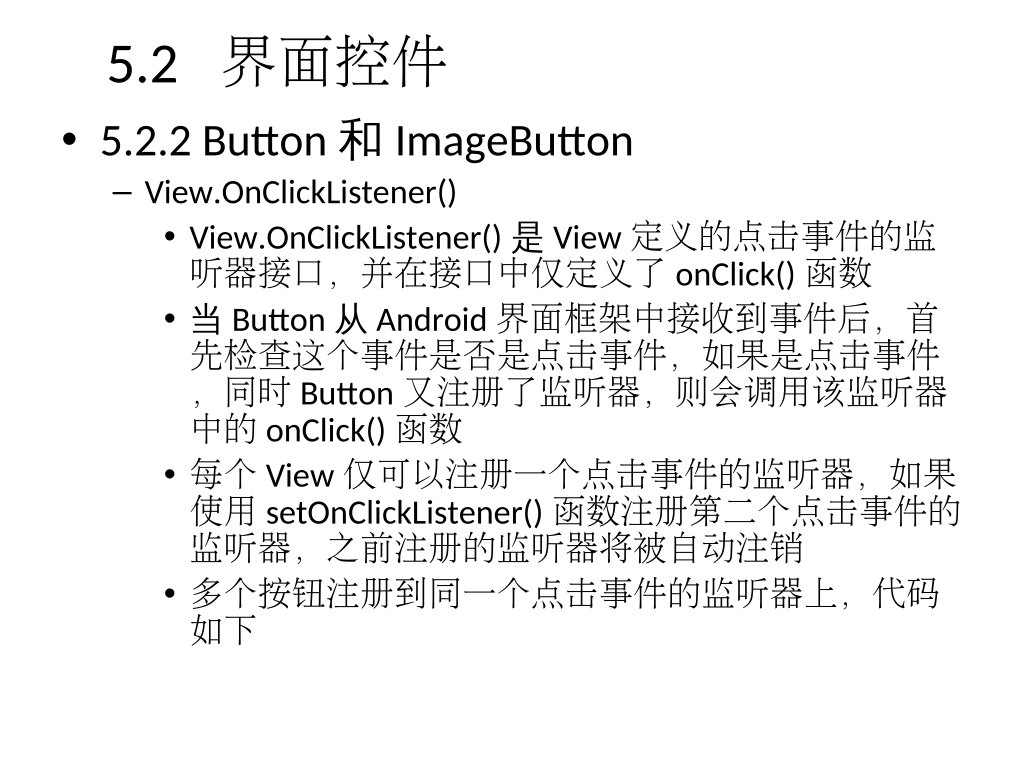 5.2 界面控件
• 5.2.2 Button 和 ImageButton
– View.OnClickListener()
• View.OnClickListener() 是 View 定义的点击事件的监
听器接口，并在接口中仅定义了 onClick() 函数
• 当 Button 从 Android 界面框架中接收到事件后，首
先检查这个事件是否是点击事件，如果是点击事件
，同时 Button 又注册了监听器，则会调用该监听器
中的 onClick() 函数
• 每个 View 仅可以注册一个点击事件的监听器，如果
使用 setOnClickListener() 函数注册第二个点击事件的
监听器，之前注册的监听器将被自动注销
• 多个按钮注册到同一个点击事件的监听器上，代码
如下